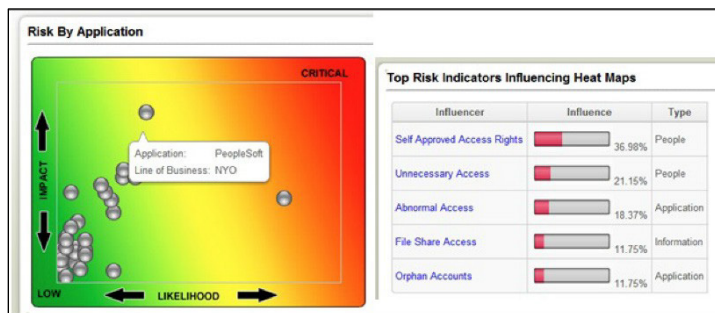 Risk By Application
CRITICAL
IMPACT
Application: PeopleSoft
Line of Business: NYO
LOW
LIKELIHOOD
Top Risk Indicators Influencing Heat Maps
Influencer Influence Type
Self Approved Access Rights 36.98% People
Unnecessary Access 21.15% People
Abnormal Access 18.37% Application
File Share Access 11.75% Information
Orphan Accounts 11.75% Application